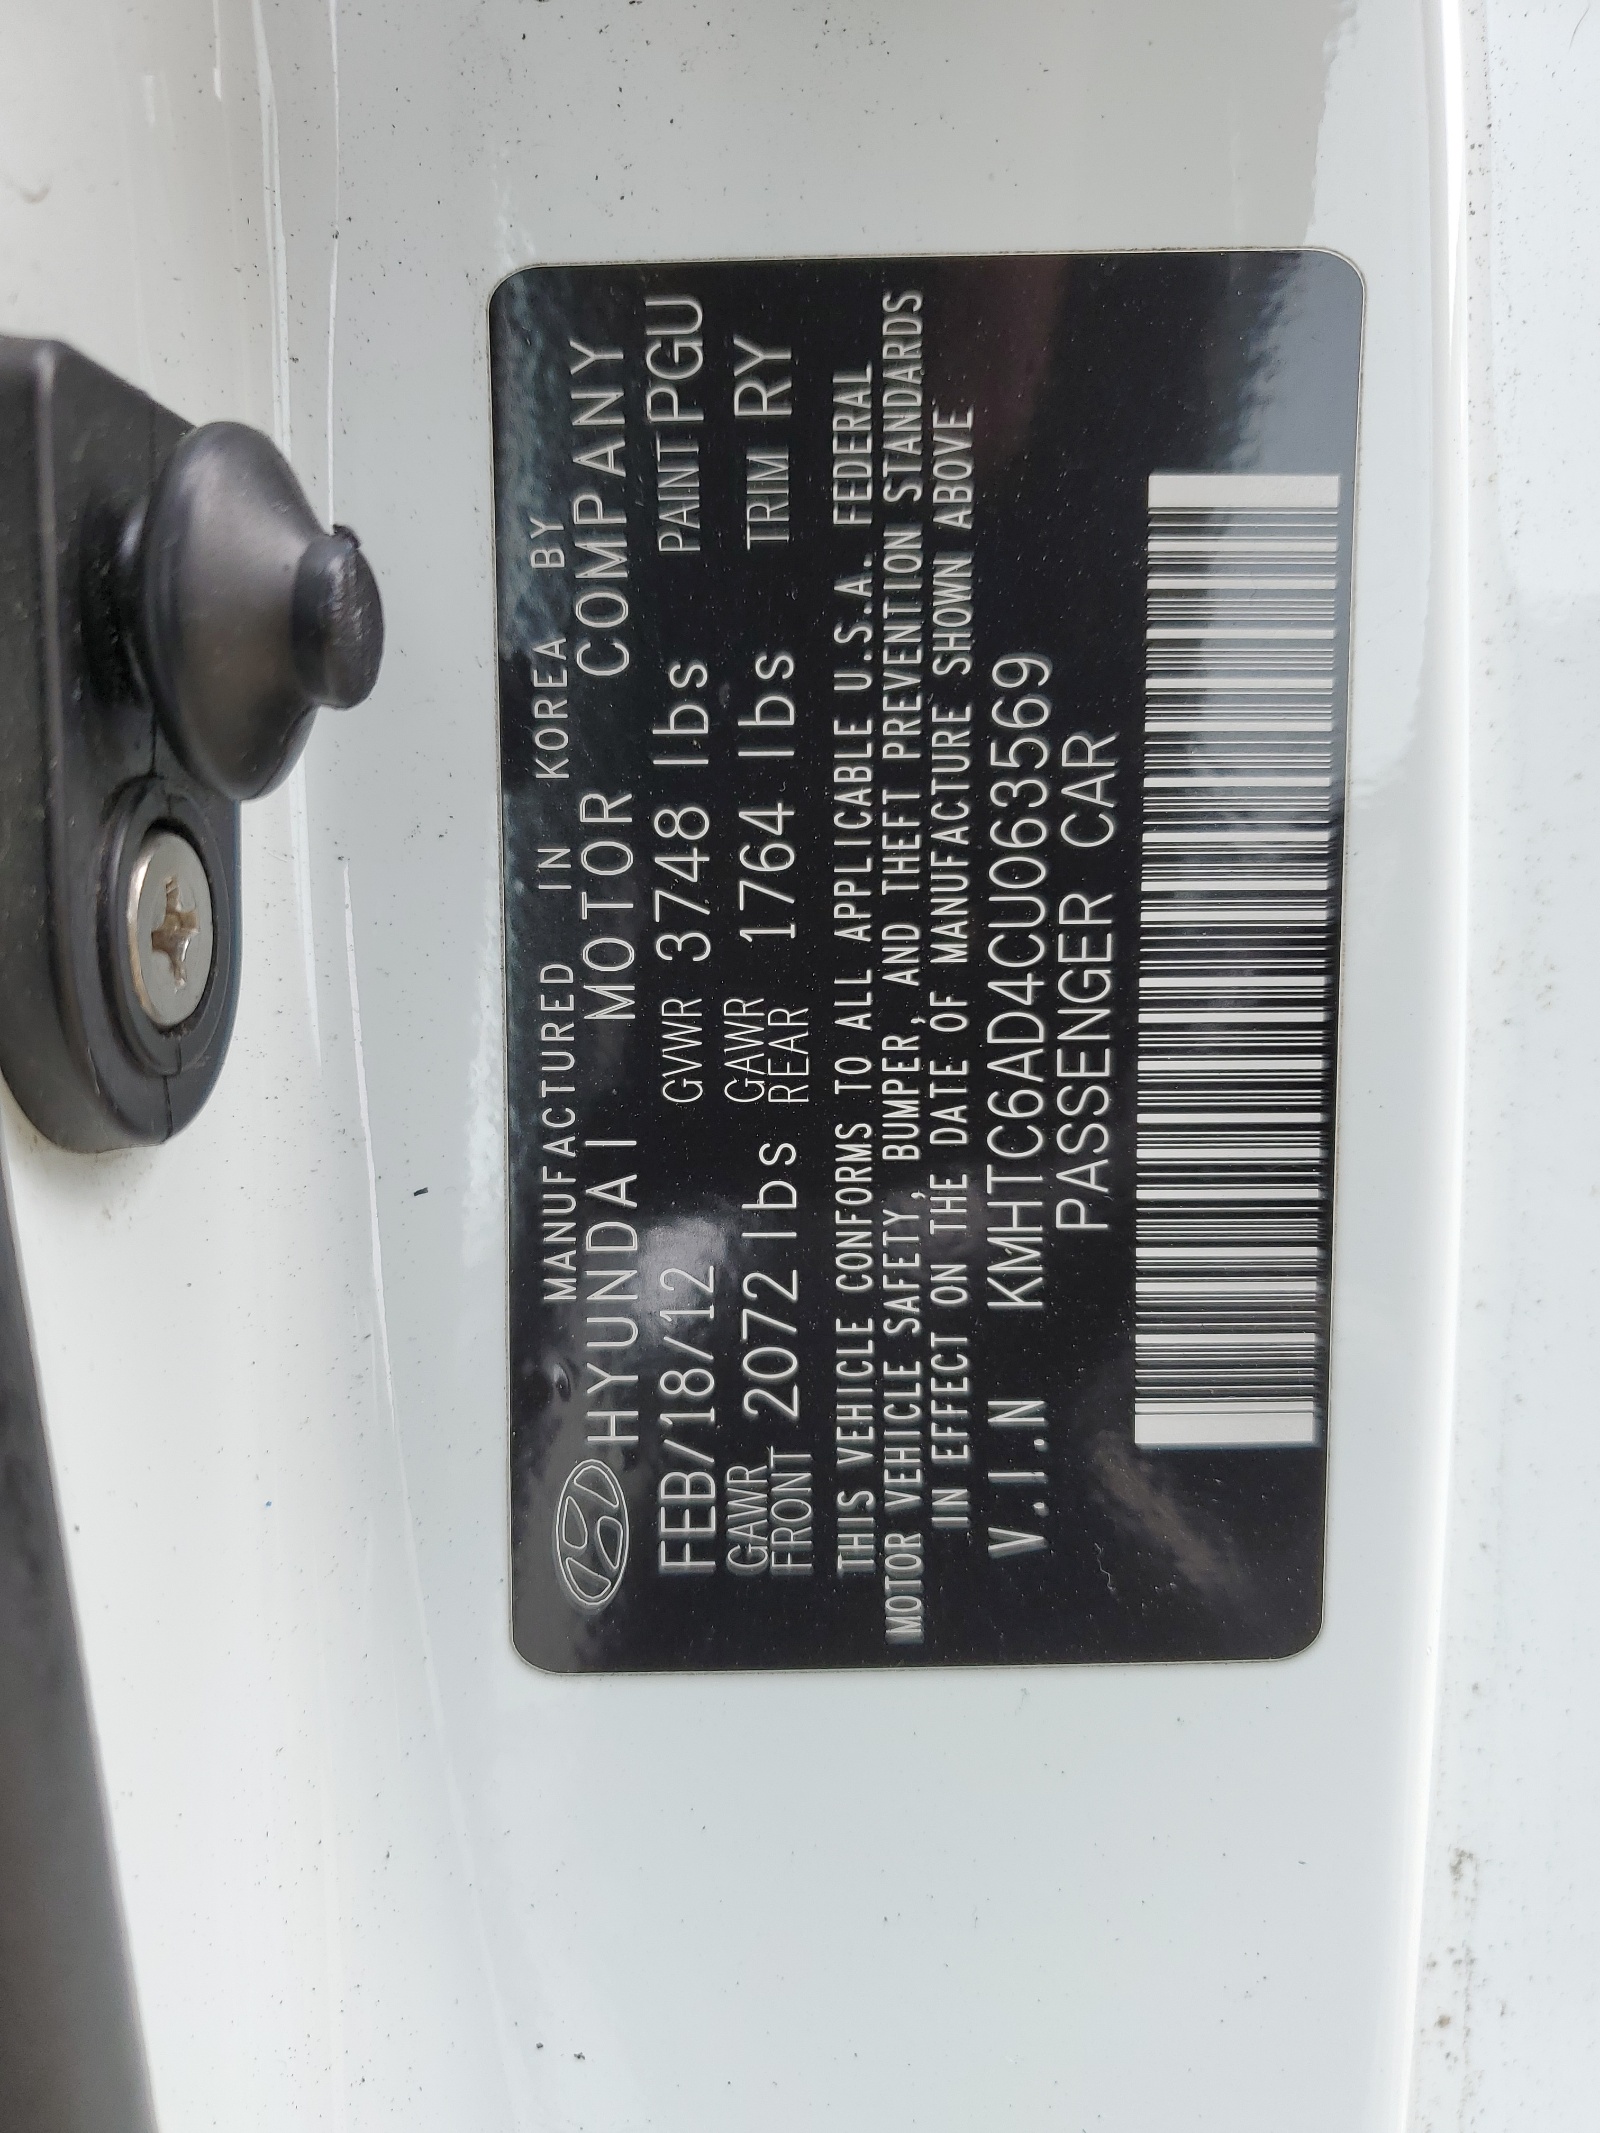 MANUFACTURED IN KOREA BY
HYUNDAI MOTOR COMPANY
FEB/18/12 GVWR 3748 lbs PAINT PGU
GAWR FRONT 2072 lbs GAWR REAR 1764 lbs TRIM RY
THIS VEHICLE CONFORMS TO ALL APPLICABLE U.S.A. FEDERAL
MOTOR VEHICLE SAFETY, BUMPER, AND THEFT PREVENTION STANDARDS
IN EFFECT ON THE DATE OF MANUFACTURE SHOWN ABOVE
V.I.N KMHTC6AD4CU063569
PASSENGER CAR